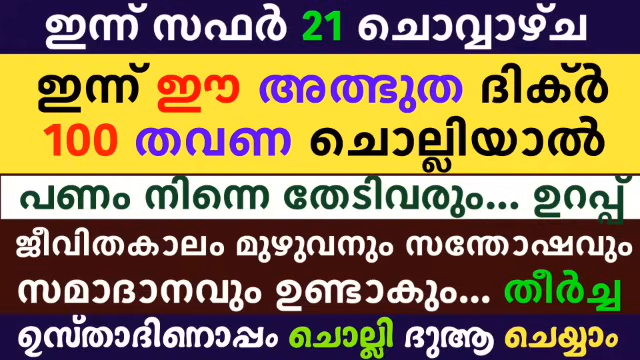 ഇന്ന് സഫർ 21 ചൊവ്വാഴ്ച
ഇന്ന് ഈ അത്ഭുത ദിക്ർ
100 തവണ ചൊല്ലിയാൽ
പണം നിന്നെ തേടിവരും... ഉറപ്പ്
ജീവിതകാലം മുഴുവനും സന്തോഷവും
സമാദാനവും ഉണ്ടാകും... തീർച്ച
ഉസ്താദിനൊപ്പം ചൊല്ലി ദുആ ചെയ്യാം